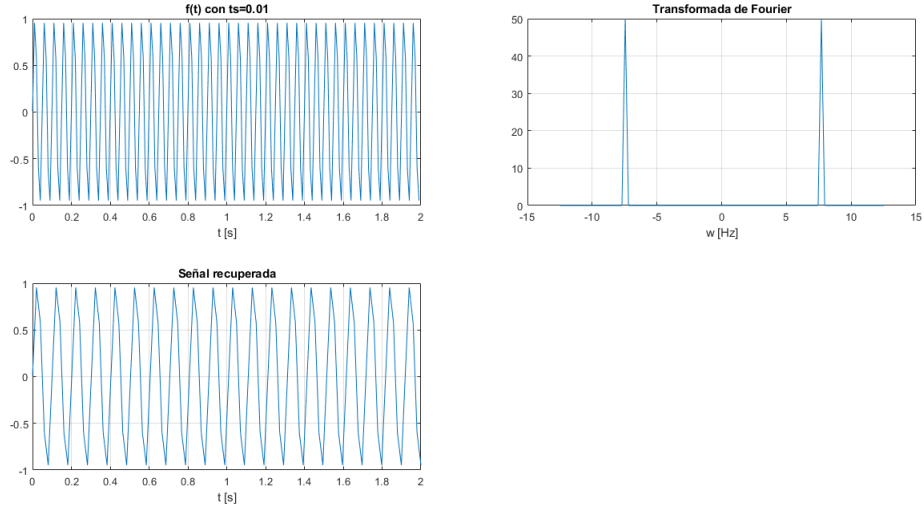 f(t) con ts=0.01
1
0.5
0
-0.5
-1
0 0.2 0.4 0.6 0.8 1 1.2 1.4 1.6 1.8 2
t [s]
Transformada de Fourier
50
40
30
20
10
0
-15 -10 -5 0 5 10 15
w [Hz]
Señal recuperada
1
0.5
0
-0.5
-1
0 0.2 0.4 0.6 0.8 1 1.2 1.4 1.6 1.8 2
t [s]